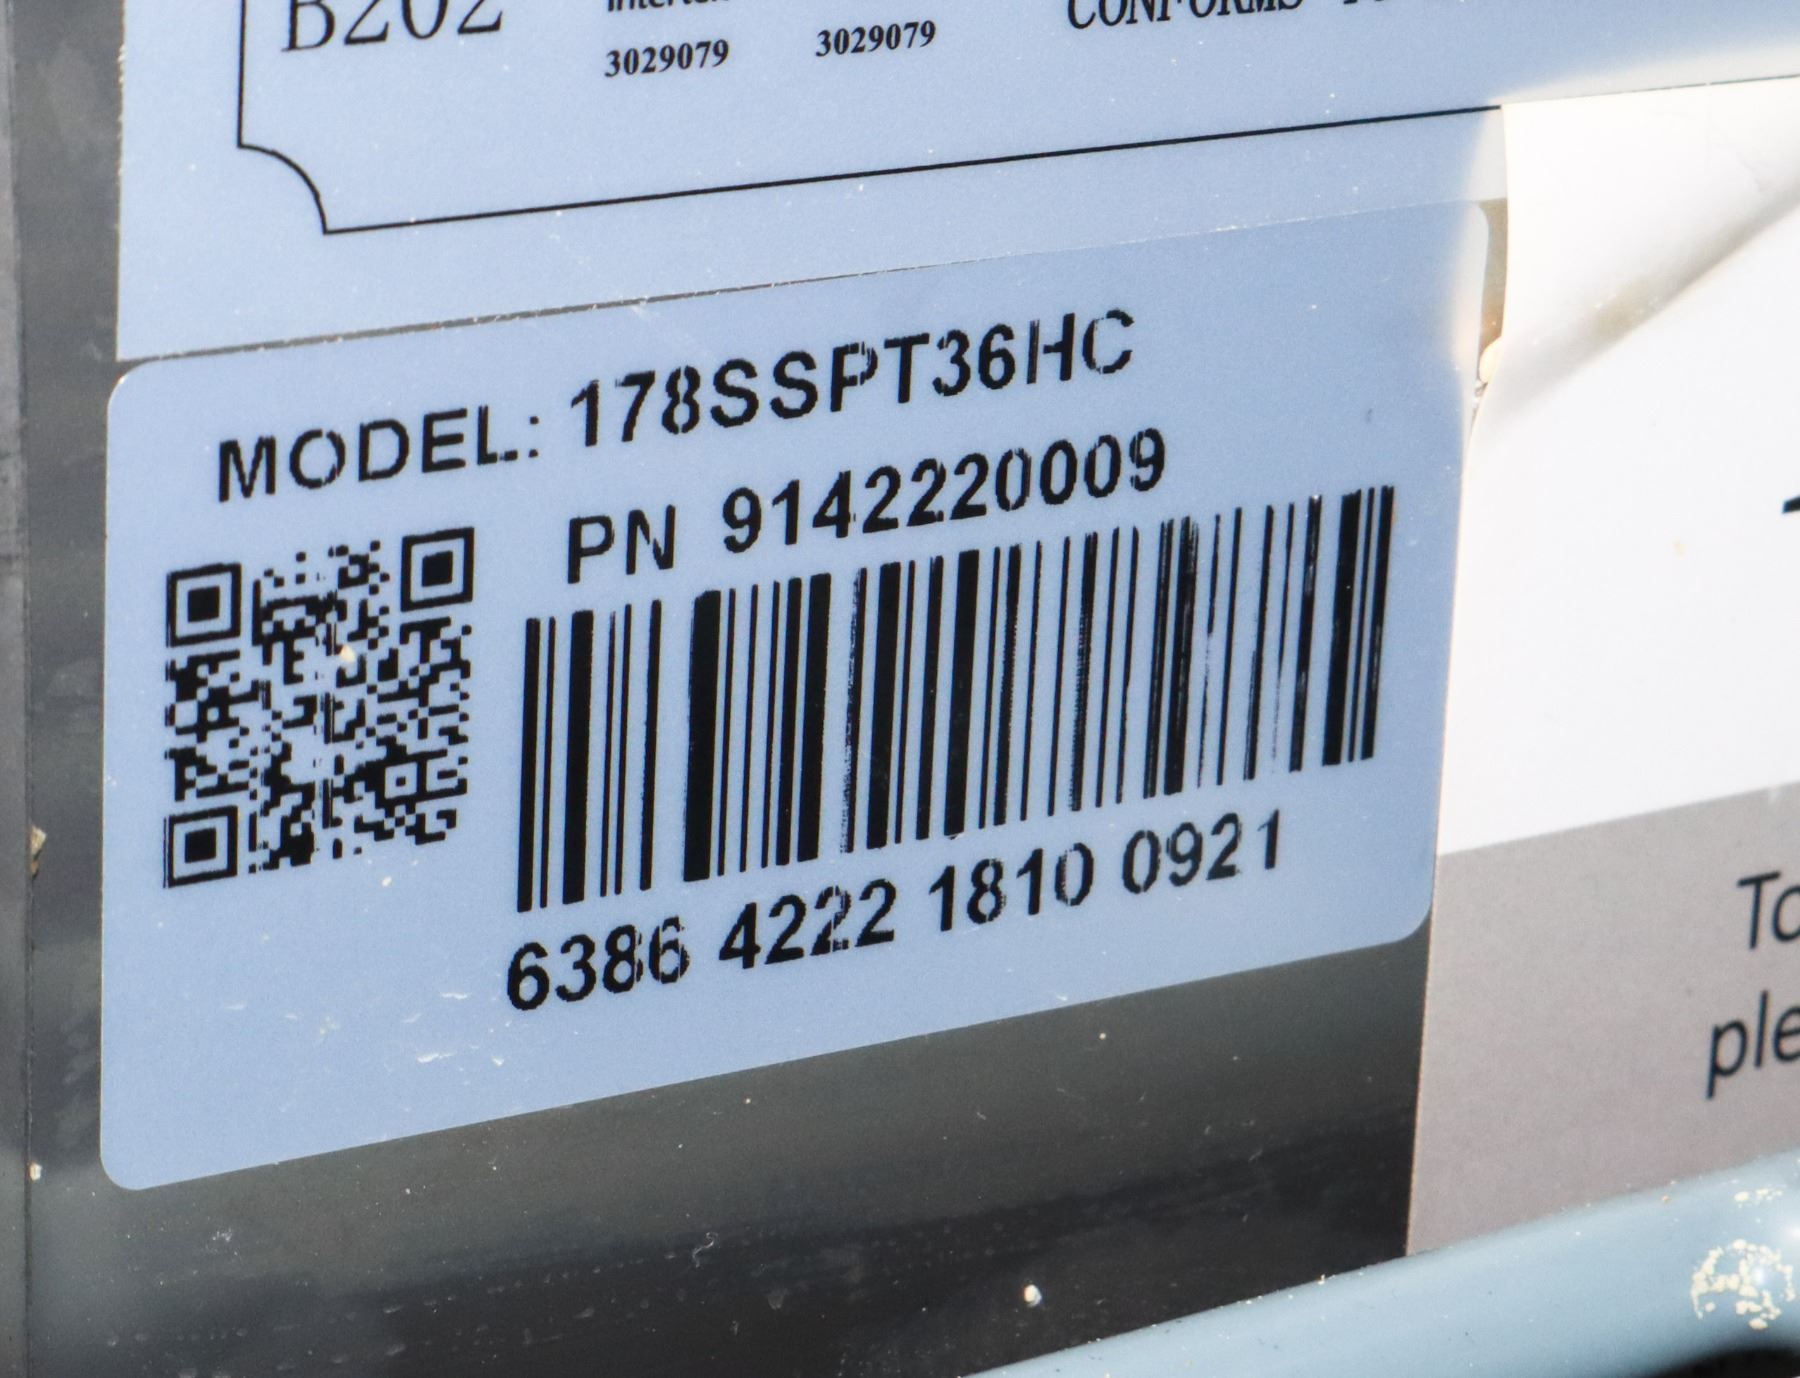 B202
3029079
3029079
CONFORMS
MODEL: 178SSPT36HC
PN 9142220009
6386 4222 1810 0921
To
ple